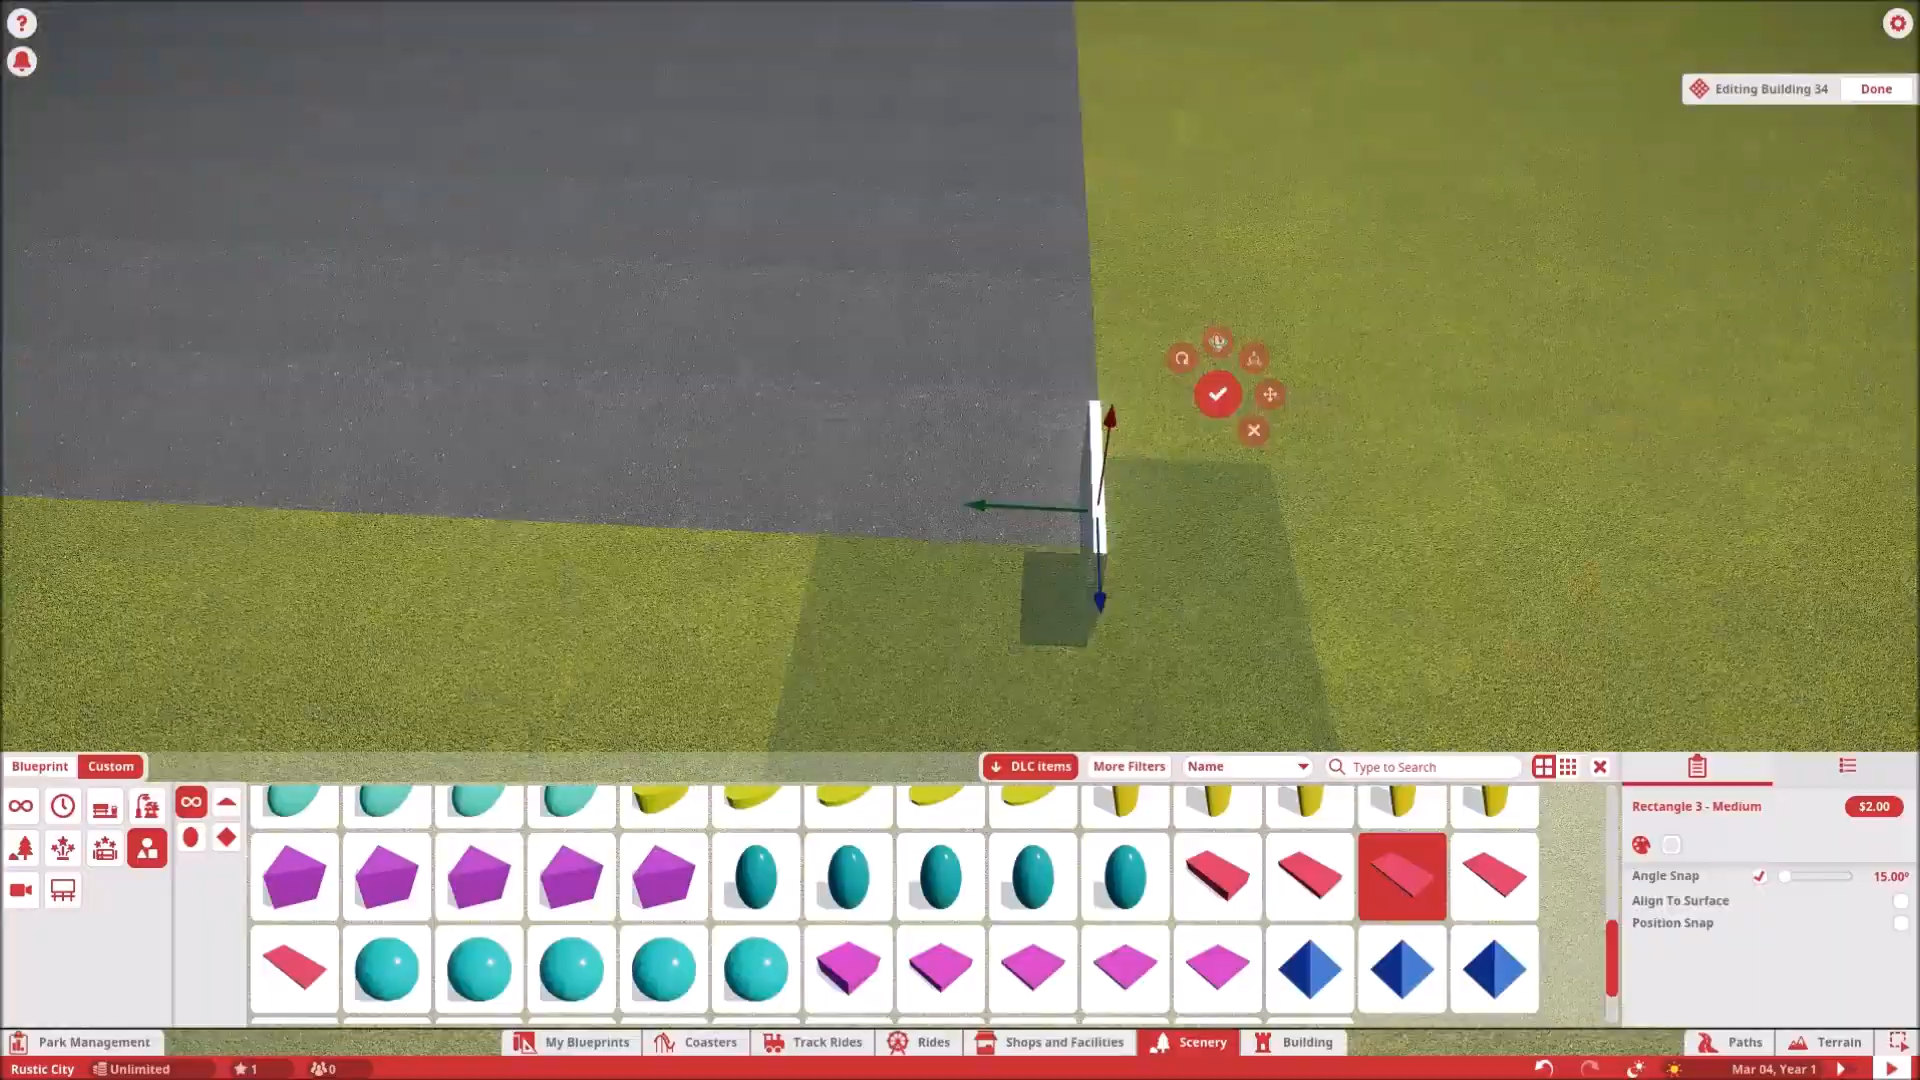 ?
Editing Building 34
Done
Blueprint
Custom
DLC items
More Filters
Name
Type to Search
Rectangle 3 - Medium
$2.00
Angle Snap
15.00°
Align To Surface
Position Snap
Park Management
My Blueprints
Coasters
Track Rides
Rides
Shops and Facilities
Scenery
Building
Paths
Terrain
Rustic City
Unlimited
1
0
Mar 04, Year 1